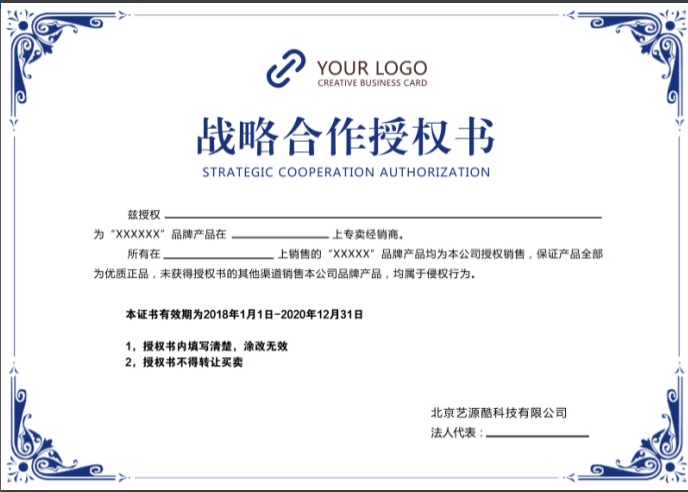 YOUR LOGO
CREATIVE BUSINESS CARD
战略合作授权书
STRATEGIC COOPERATION AUTHORIZATION
兹授权
为“XXXXXX”品牌产品在 上专卖经销商。
所有在 上销售的“XXXXX”品牌产品均为本公司授权销售，保证产品全部
为优质正品，未获得授权书的其他渠道销售本公司品牌产品，均属于侵权行为。
本证书有效期为2018年1月1日-2020年12月31日
1，授权书内填写清楚，涂改无效
2，授权书不得转让买卖
北京艺源酷科技有限公司
法人代表：